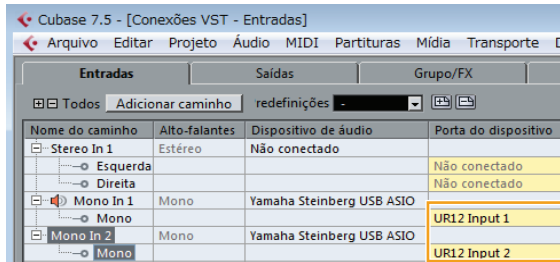 Cubase 7.5 - [Conexões VST - Entradas]
Arquivo Editar Projeto Áudio MIDI Partituras Mídia Transporte
Entradas Saídas Grupo/FX
Todos Adicionar caminho redefinições -
Nome do caminho Alto-falantes Dispositivo de áudio Porta do dispositivo
Stereo In 1 Estéreo Não conectado
Esquerda Não conectado
Direita Não conectado
Mono In 1 Mono Yamaha Steinberg USB ASIO
Mono UR12 Input 1
Mono In 2 Mono Yamaha Steinberg USB ASIO
Mono UR12 Input 2